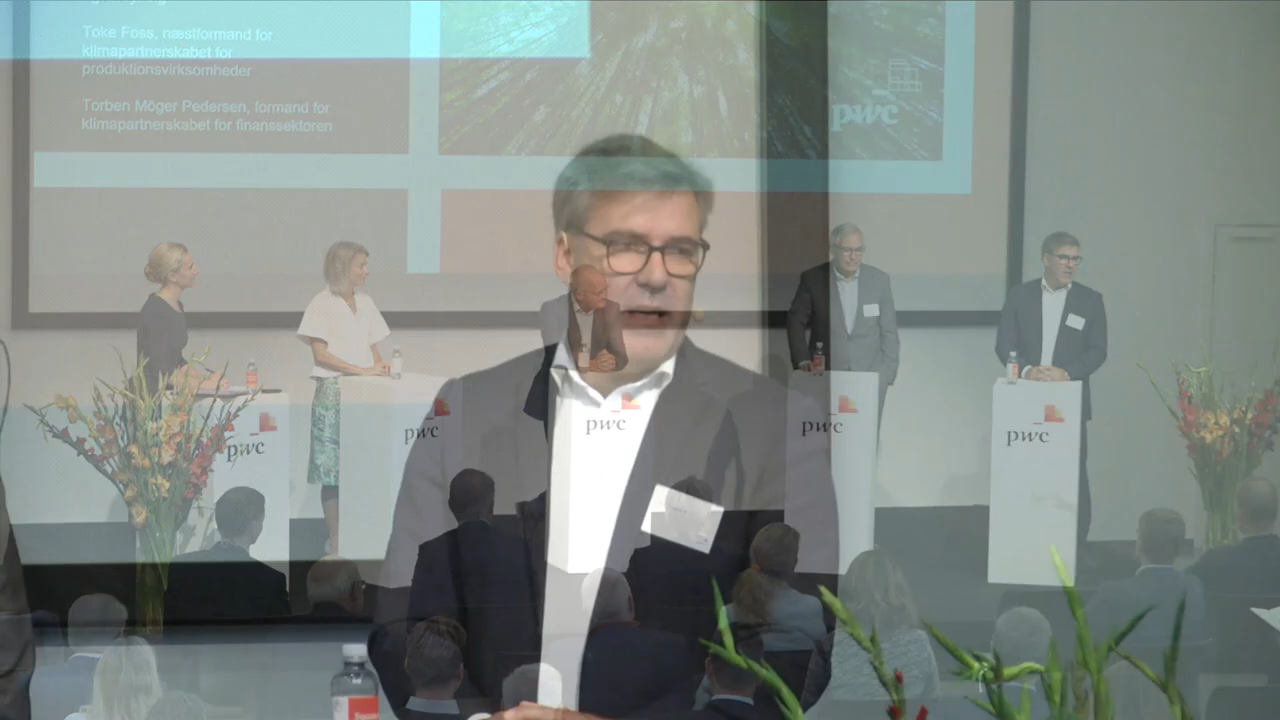 Toke Foss, næstformand for
klimapartnerskabet for
produktionsvirksomheder
Torben Möger Pedersen, formand for
klimapartnerskabet for finanssektoren
pwc
pwc
pwc
pwc
pwc
pwc